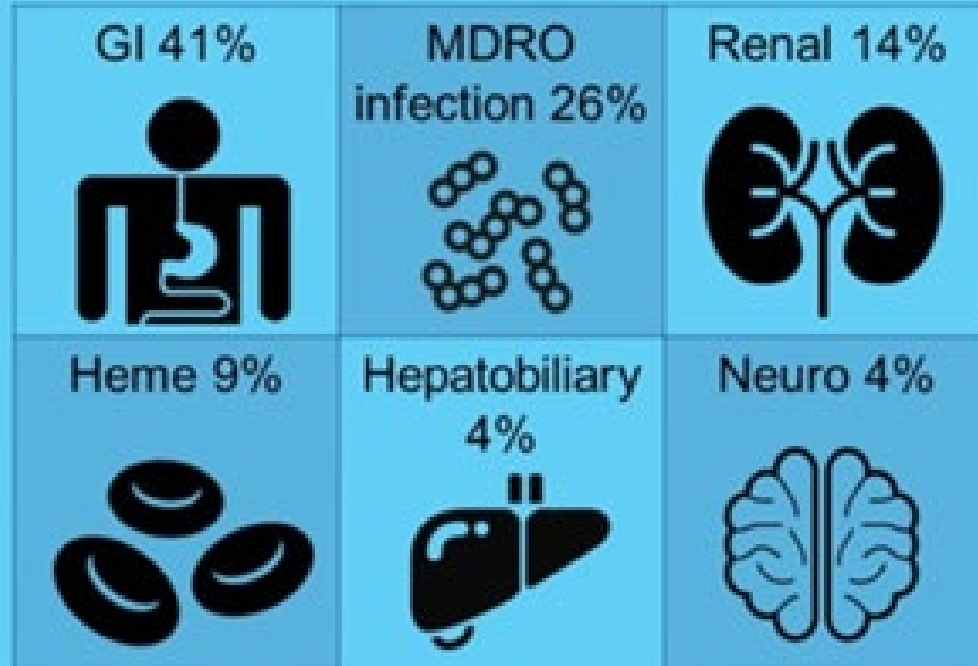 GI 41%
MDRO
infection 26%
Renal 14%
Heme 9%
Hepatobiliary
4%
Neuro 4%